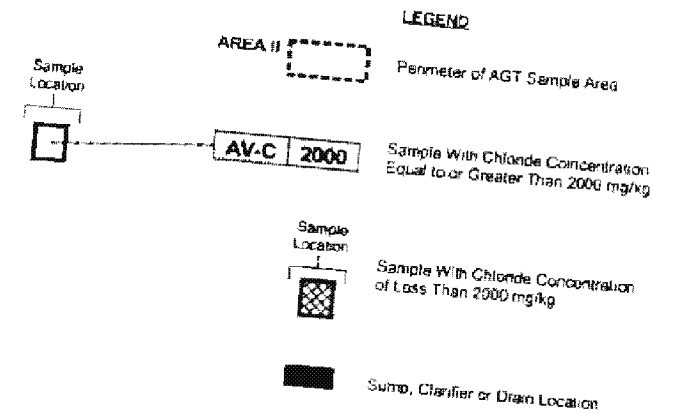 LEGEND
AREA II
Perimeter of AGT Sample Area
Sample
Location
AV-C 2000
Sample With Chloride Concentration
Equal to or Greater Than 2000 mg/kg
Sample
Location
Sample With Chloride Concentration
of Less Than 2000 mg/kg
Sump, Clarifier or Drain Location